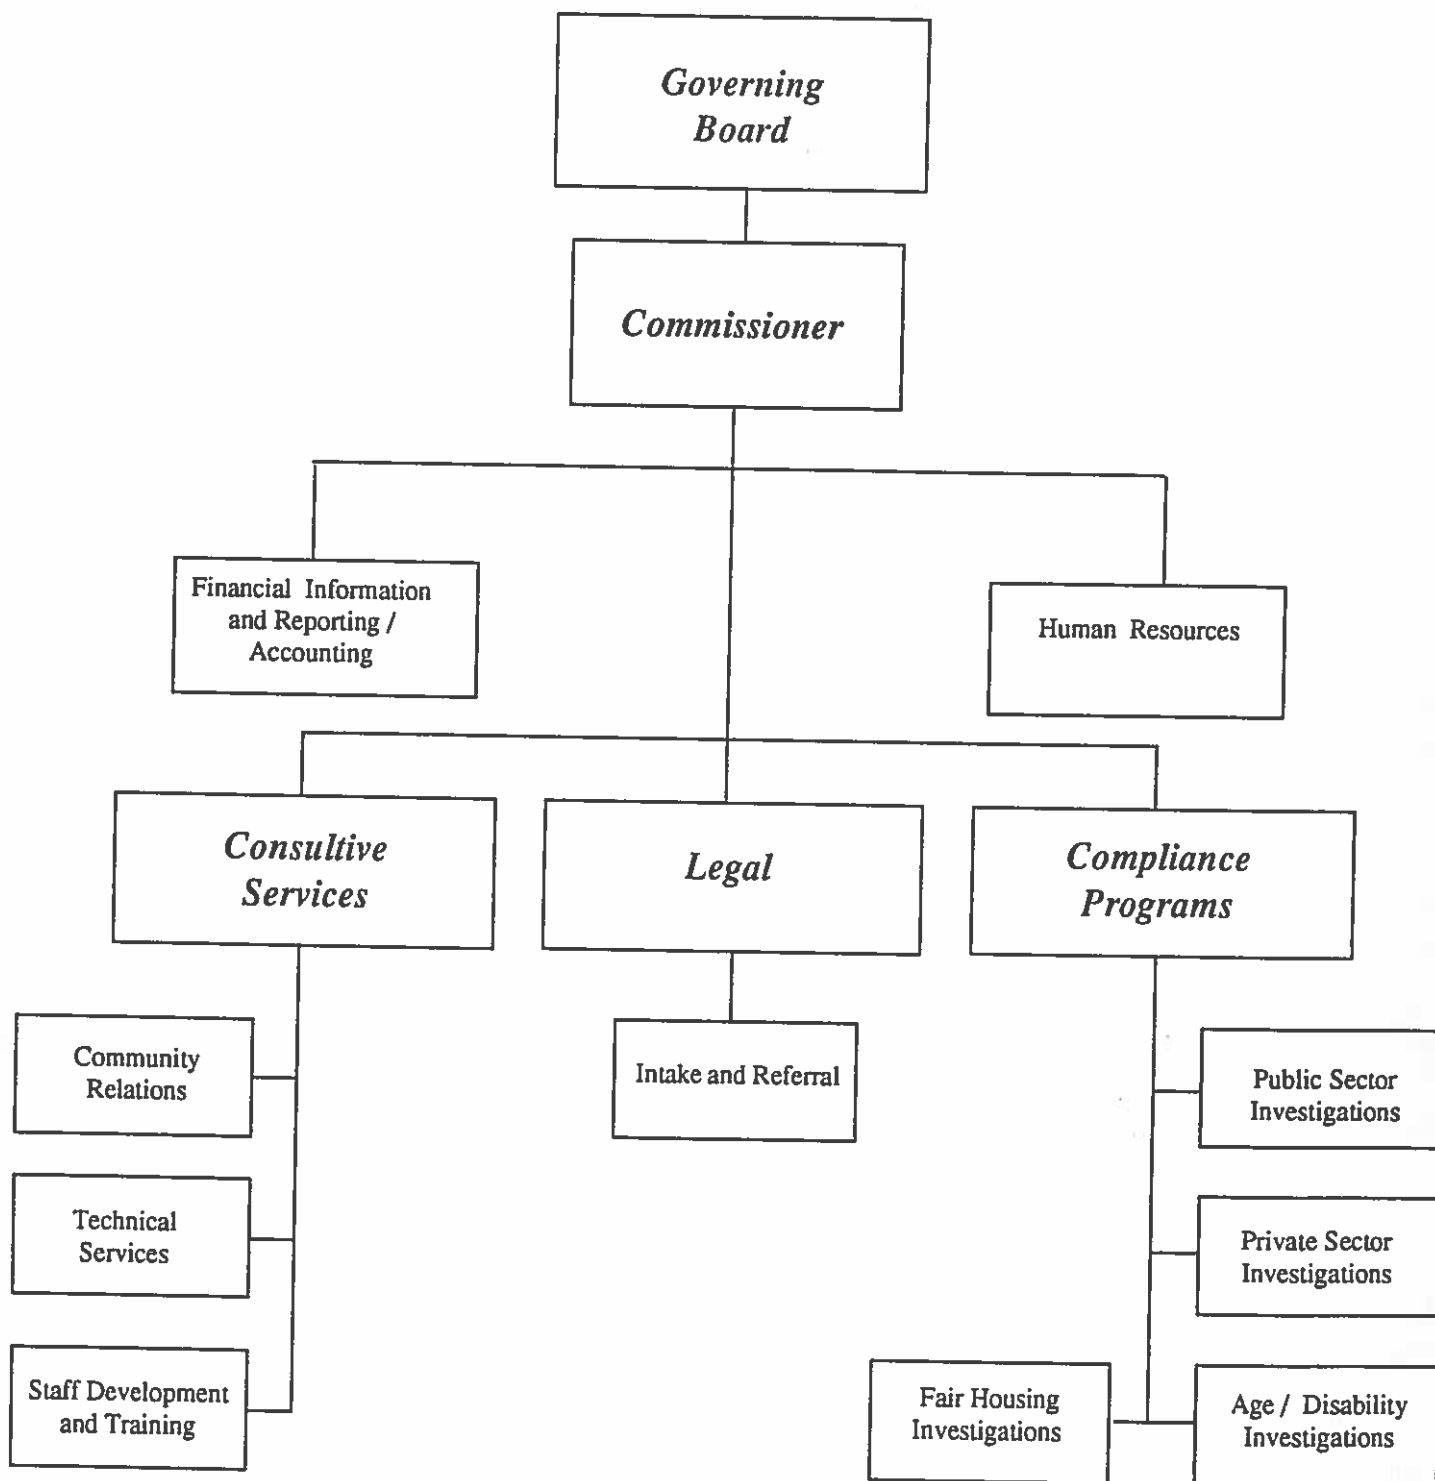 Governing
Board
Commissioner
Financial Information
and Reporting /
Accounting
Human Resources
Consultive
Services
Legal
Compliance
Programs
Community
Relations
Intake and Referral
Public Sector
Investigations
Technical
Services
Private Sector
Investigations
Staff Development
and Training
Fair Housing
Investigations
Age / Disability
Investigations